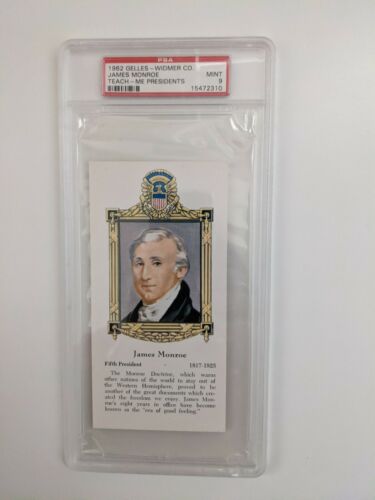 PSA
1962 GELLES - WIDMER CO.
JAMES MONROE MINT
TEACH - ME PRESIDENTS 9
15472310
James Monroe
Fifth President - 1817-1825
The Monroe Doctrine, which warns
other nations of the world to stay out of
the Western Hemisphere, proved to be
another of the great documents which cre-
ated the freedom we enjoy. James Mon-
roe's eight years in office have become
known as the "era of good feeling."